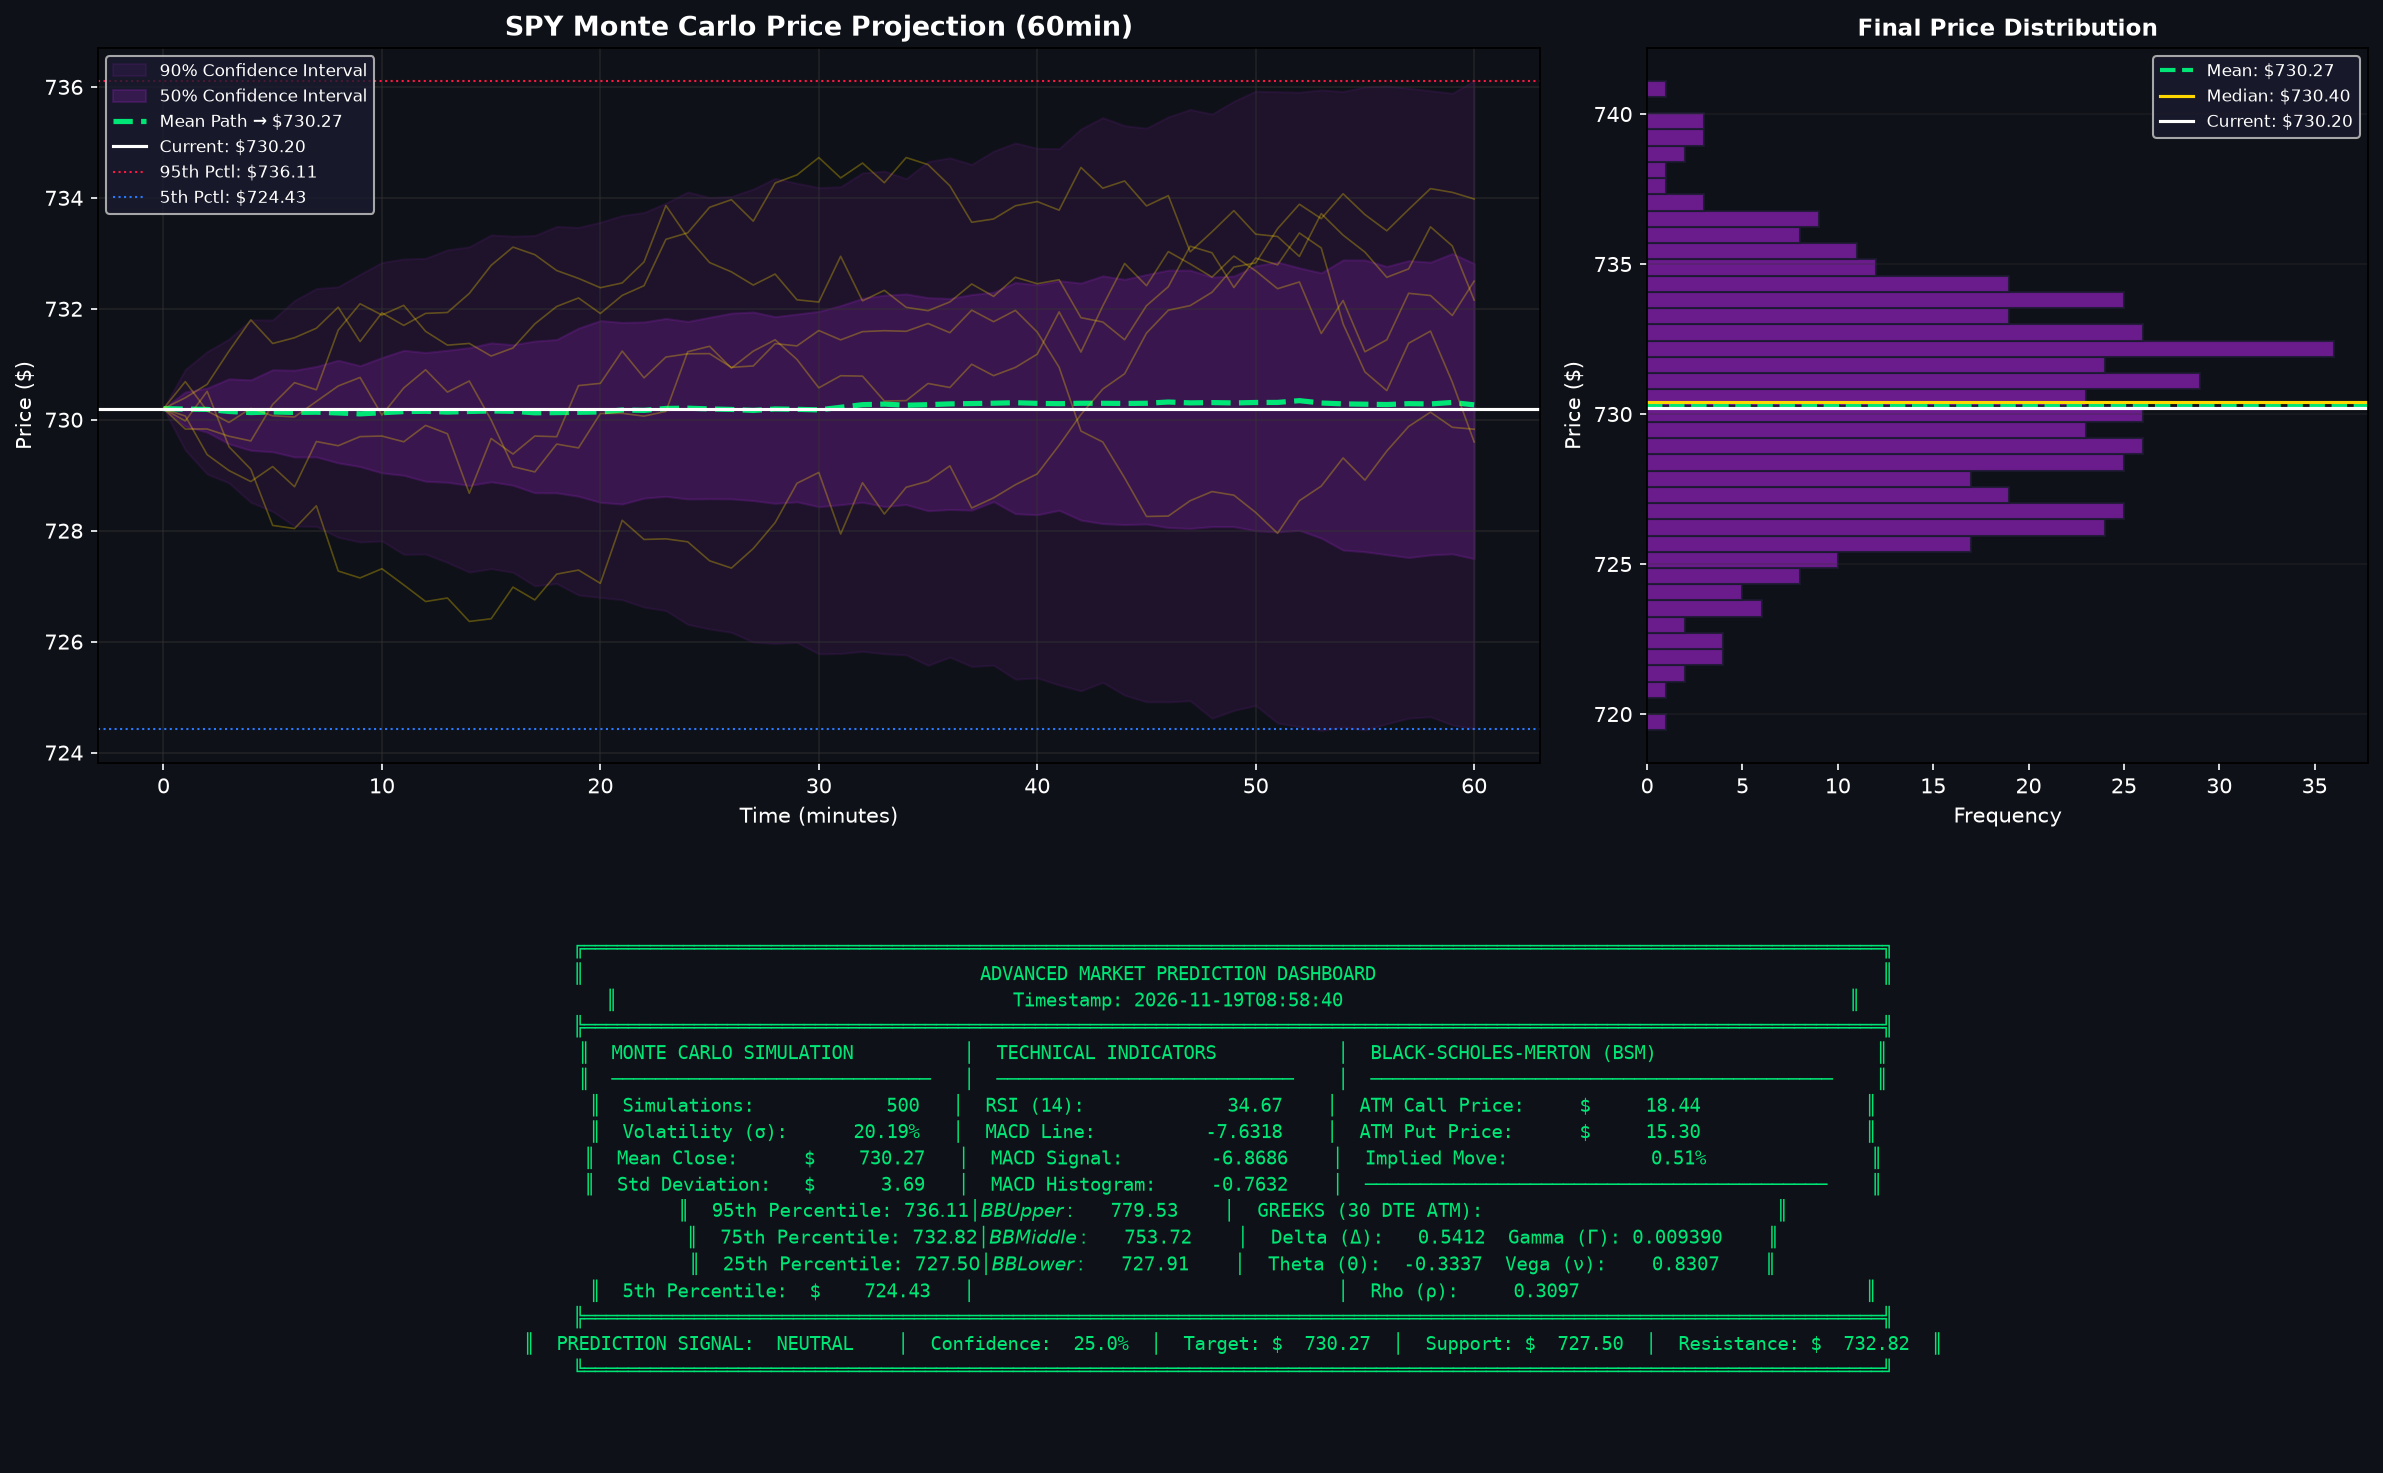 SPY Monte Carlo Price Projection (60min)
90% Confidence Interval
50% Confidence Interval
Mean Path → $730.27
Current: $730.20
95th Pctl: $736.11
5th Pctl: $724.43
736
734
732
730
728
726
724
Price ($)
0 10 20 30 40 50 60
Time (minutes)
Final Price Distribution
Mean: $730.27
Median: $730.40
Current: $730.20
740
735
730
725
720
Price ($)
0 5 10 15 20 25 30 35
Frequency
ADVANCED MARKET PREDICTION DASHBOARD
Timestamp: 2026-11-19T08:58:40
MONTE CARLO SIMULATION │ TECHNICAL INDICATORS │ BLACK-SCHOLES-MERTON (BSM)
Simulations: 500 │ RSI (14): 34.67 │ ATM Call Price: $ 18.44
Volatility (σ): 20.19% │ MACD Line: -7.6318 │ ATM Put Price: $ 15.30
Mean Close: $ 730.27 │ MACD Signal: -6.8686 │ Implied Move: 0.51%
Std Deviation: $ 3.69 │ MACD Histogram: -0.7632 │
95th Percentile: 736.11│BBUpper: 779.53 │ GREEKS (30 DTE ATM):
75th Percentile: 732.82│BBMiddle: 753.72 │ Delta (Δ): 0.5412 Gamma (Γ): 0.009390
25th Percentile: 727.50│BBLower: 727.91 │ Theta (Θ): -0.3337 Vega (ν): 0.8307
5th Percentile: $ 724.43 │ │ Rho (ρ): 0.3097
PREDICTION SIGNAL: NEUTRAL │ Confidence: 25.0% │ Target: $ 730.27 │ Support: $ 727.50 │ Resistance: $ 732.82